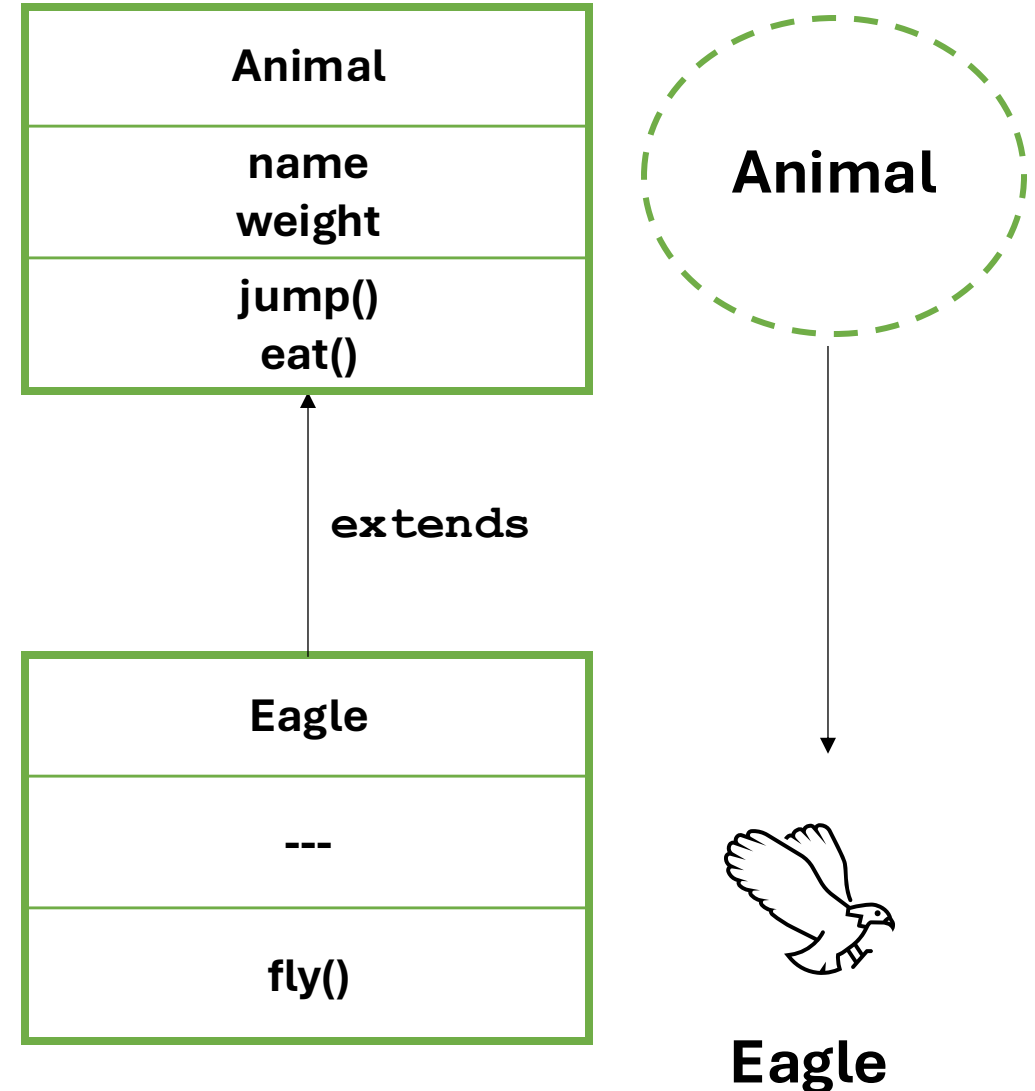 Animal
name
weight
jump()
eat()
extends
Eagle
---
fly()
Animal
Eagle